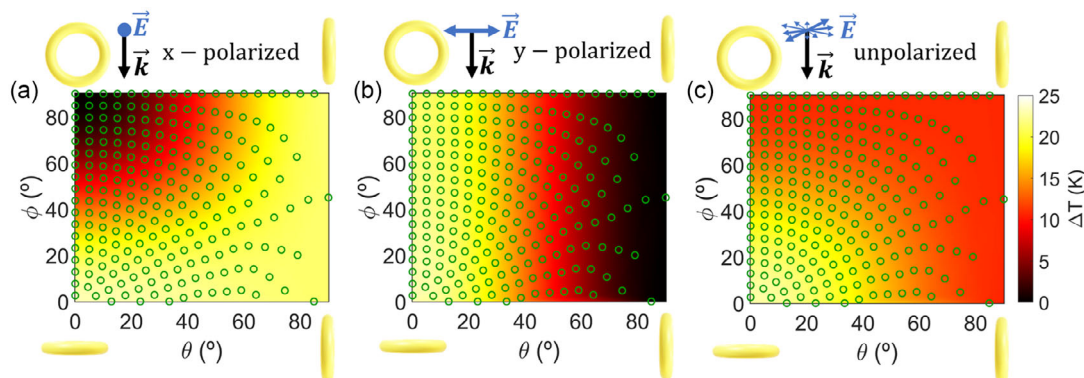 E
k
x – polarized
E
k
y – polarized
E
k
unpolarized
(a)
(b)
(c)
ϕ (º)
80
60
40
20
0
0 20 40 60 80
θ (º)
ϕ (º)
80
60
40
20
0
0 20 40 60 80
θ (º)
ϕ (º)
80
60
40
20
0
0 20 40 60 80
θ (º)
25
20
15
10
5
0
ΔT (K)